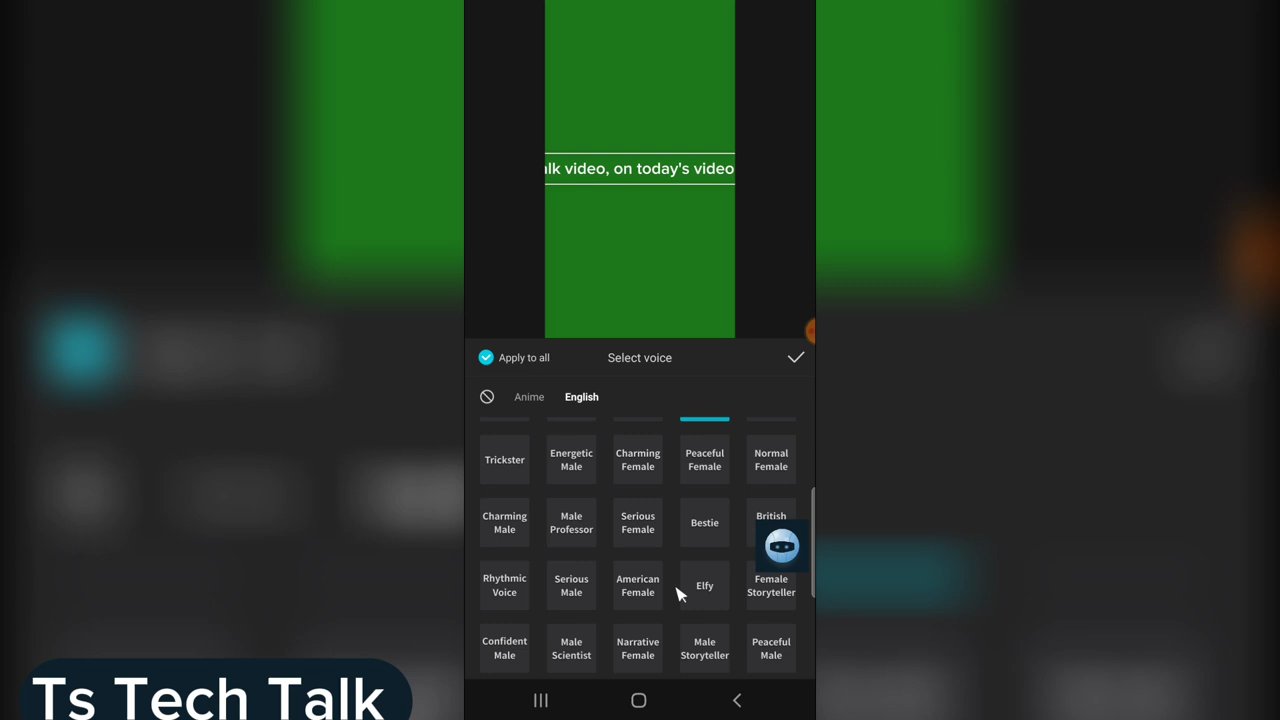 alk video, on today's video
Apply to all
Select voice
Anime
English
Trickster
Energetic
Male
Charming
Female
Peaceful
Female
Normal
Female
Charming
Male
Male
Professor
Serious
Female
Bestie
British
Rhythmic
Voice
Serious
Male
American
Female
Elfy
Female
Storyteller
Confident
Male
Male
Scientist
Narrative
Female
Male
Storyteller
Peaceful
Male
Ts Tech Talk